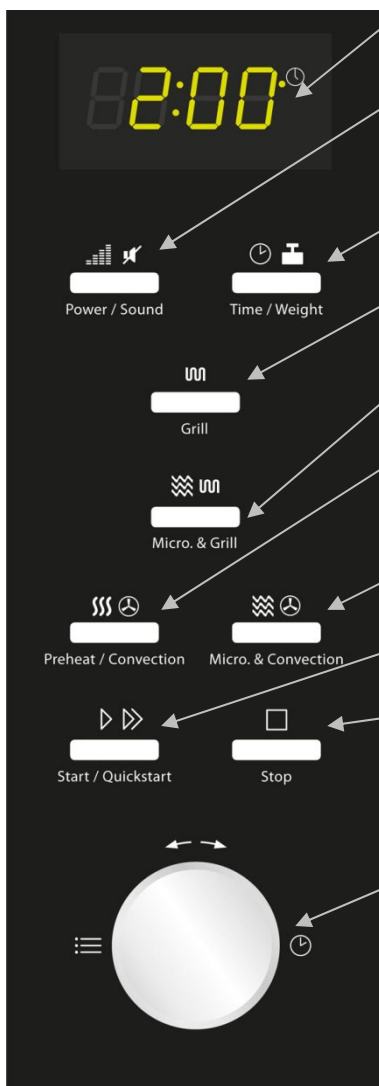 2:00
Power / Sound
Time / Weight
Grill
Micro. & Grill
Preheat / Convection
Micro. & Convection
Start / Quickstart
Stop